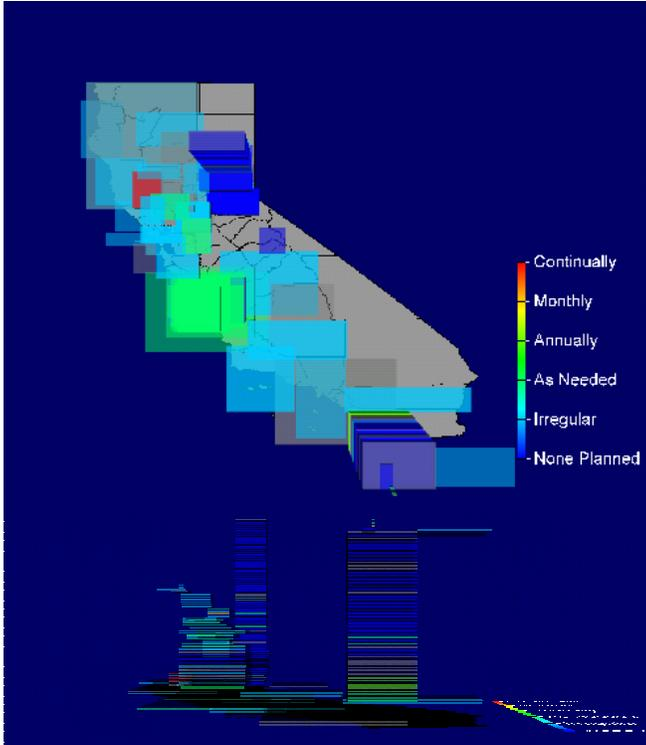 Continually
Monthly
Annually
As Needed
Irregular
None Planned